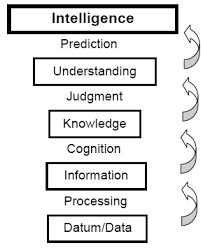 Intelligence
Prediction
Understanding
Judgment
Knowledge
Cognition
Information
Processing
Datum/Data